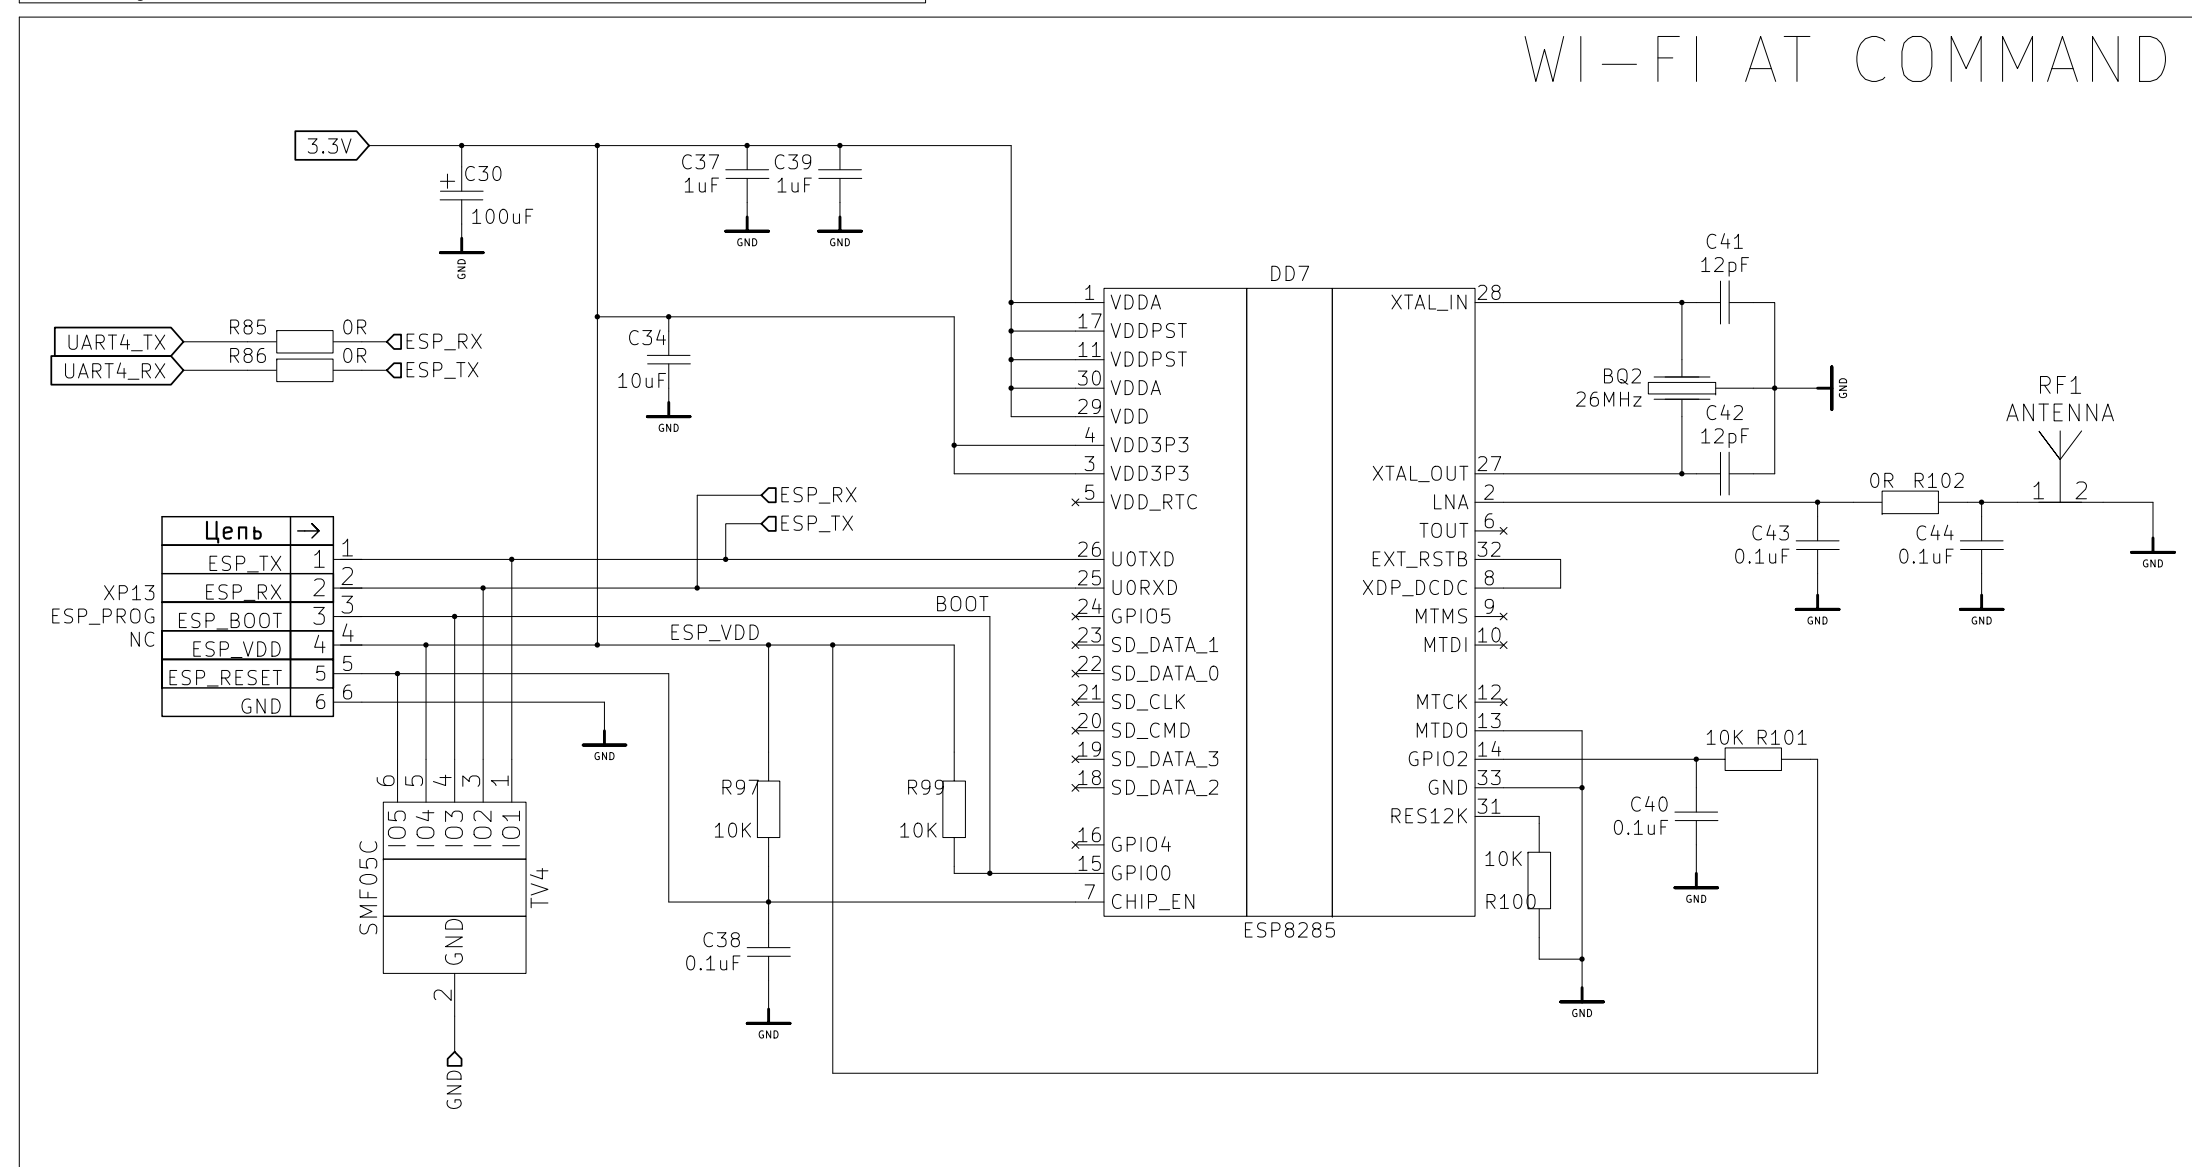 WI-FI AT COMMAND
3.3V
C30
100uF
GND
C37
1uF
GND
C39
1uF
GND
UART4_TX
R85
0R
ESP_RX
UART4_RX
R86
0R
ESP_TX
C34
10uF
GND
ESP_RX
ESP_TX
Цепь →
ESP_TX 1 1
ESP_RX 2 2
ESP_BOOT 3 3
ESP_VDD 4 4
ESP_RESET 5 5
GND 6 6
XP13
ESP_PROG
NC
BOOT
ESP_VDD
GND
6 5 4 3 1
IO5 IO4 IO3 IO2 IO1
SMF05C
TV4
GND
2
GND
R97
10K
R99
10K
C38
0.1uF
GND
DD7
1 VDDA
17 VDDPST
11 VDDPST
30 VDDA
29 VDD
4 VDD3P3
3 VDD3P3
5 VDD_RTC
26 U0TXD
25 U0RXD
24 GPIO5
23 SD_DATA_1
22 SD_DATA_0
21 SD_CLK
20 SD_CMD
19 SD_DATA_3
18 SD_DATA_2
16 GPIO4
15 GPIO0
7 CHIP_EN
XTAL_IN 28
XTAL_OUT 27
LNA 2
TOUT 6
EXT_RSTB 32
XDP_DCDC 8
MTMS 9
MTDI 10
MTCK 12
MTDO 13
GPIO2 14
GND 33
RES12K 31
ESP8285
C41
12pF
BQ2
26MHz
GND
C42
12pF
RF1
ANTENNA
0R R102
1 2
C43
0.1uF
GND
C44
0.1uF
GND
GND
10K R101
C40
0.1uF
GND
10K
R100
GND